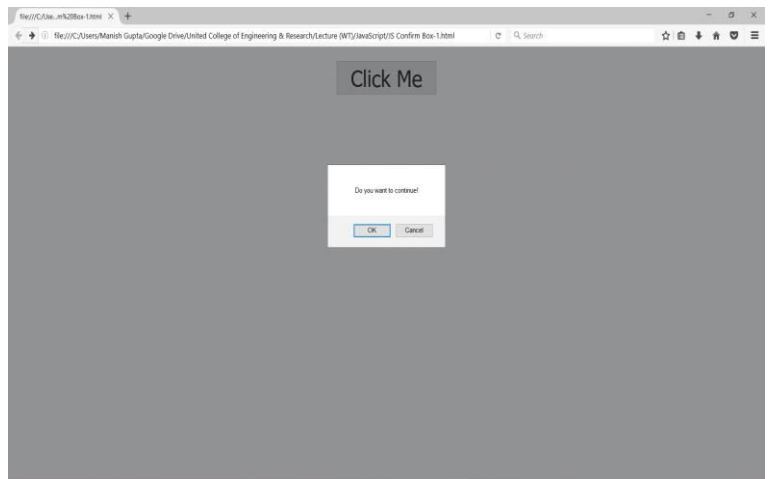 file:///C:/Use...m%20Box-1.html
file:///C:/Users/Manish Gupta/Google Drive/United College of Engineering & Research/Lecture (WT)/JavaScript/JS Confirm Box-1.html
Search
Click Me
Do you want to continue!
OK Cancel